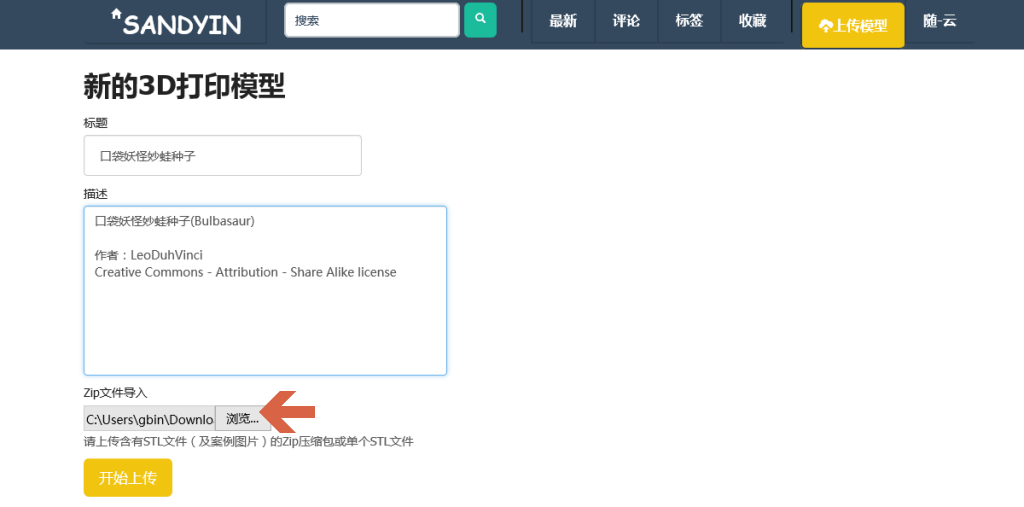 SANDYIN
搜索
最新
评论
标签
收藏
上传模型
随-云
新的3D打印模型
标题
口袋妖怪妙蛙种子
描述
口袋妖怪妙蛙种子(Bulbasaur)
作者：LeoDuhVinci
Creative Commons - Attribution - Share Alike license
Zip文件导入
C:\Users\gbin\Downlo
浏览...
请上传含有STL文件（及案例图片）的Zip压缩包或单个STL文件
开始上传